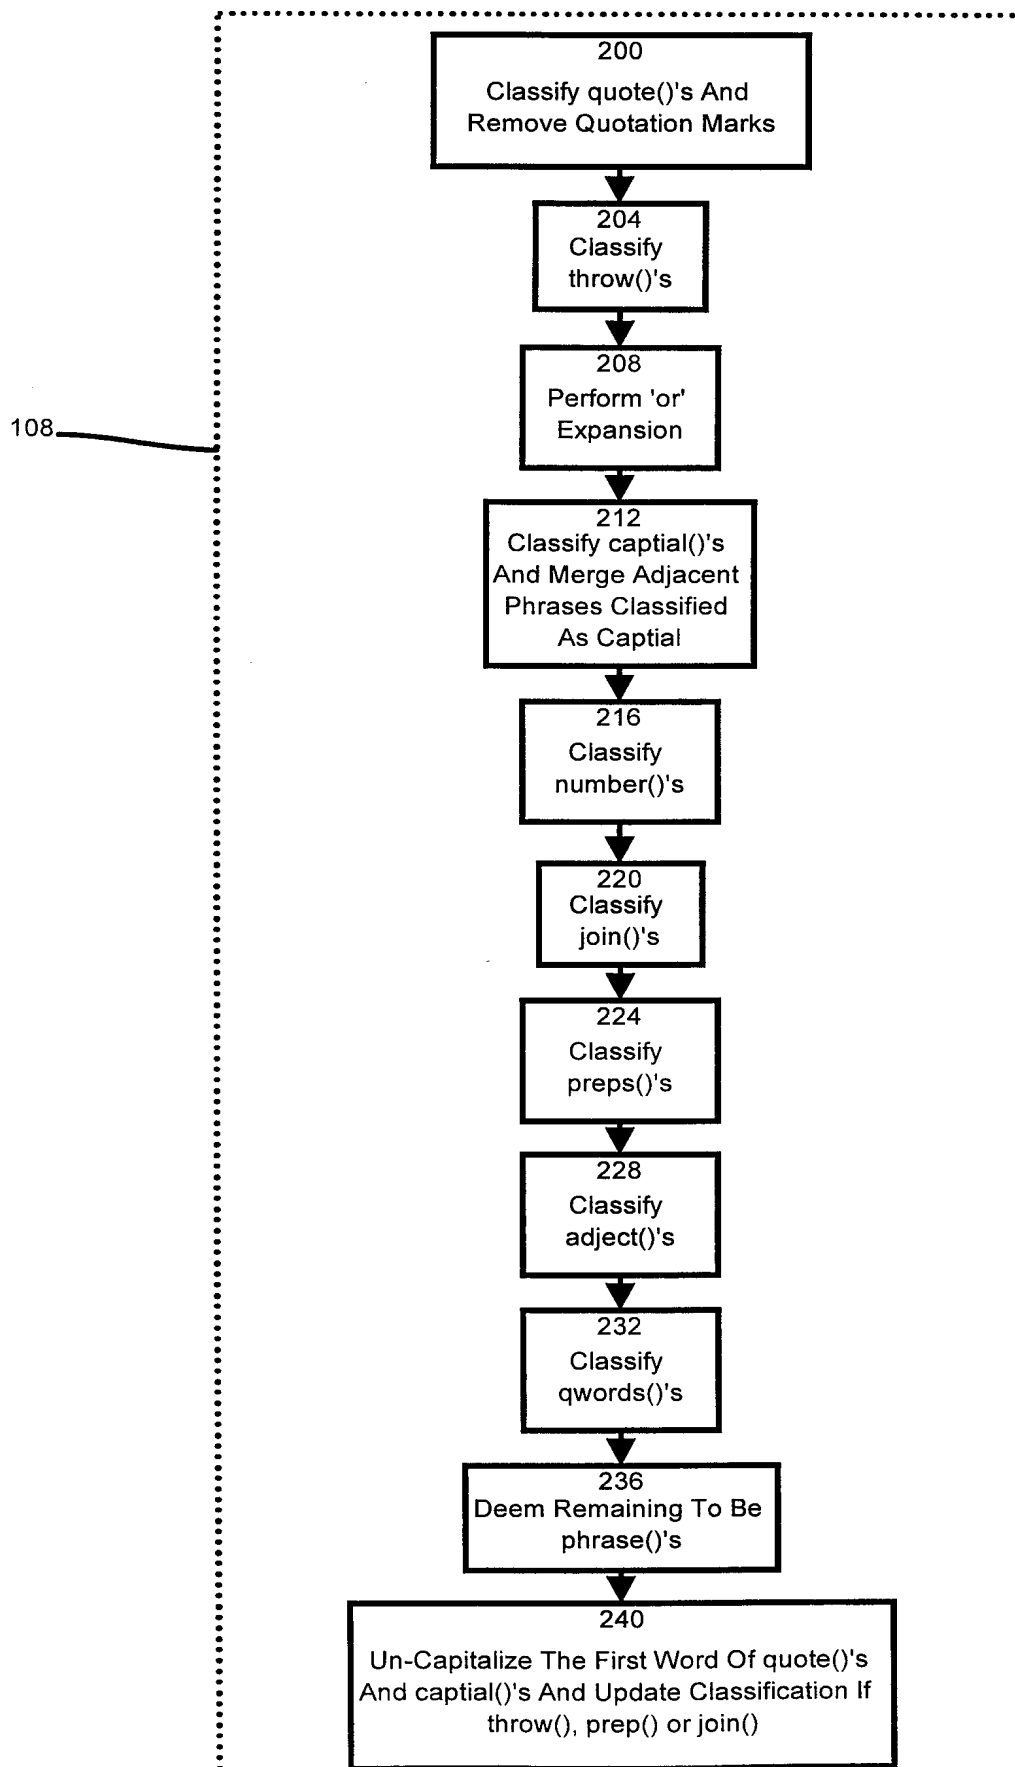 200
Classify quote()'s And
Remove Quotation Marks
204
Classify
throw()'s
208
Perform 'or'
Expansion
108
212
Classify captial()'s
And Merge Adjacent
Phrases Classified
As Captial
216
Classify
number()'s
220
Classify
join()'s
224
Classify
preps()'s
228
Classify
adject()'s
232
Classify
qwords()'s
236
Deem Remaining To Be
phrase()'s
240
Un-Capitalize The First Word Of quote()'s
And captial()'s And Update Classification If
throw(), prep() or join()